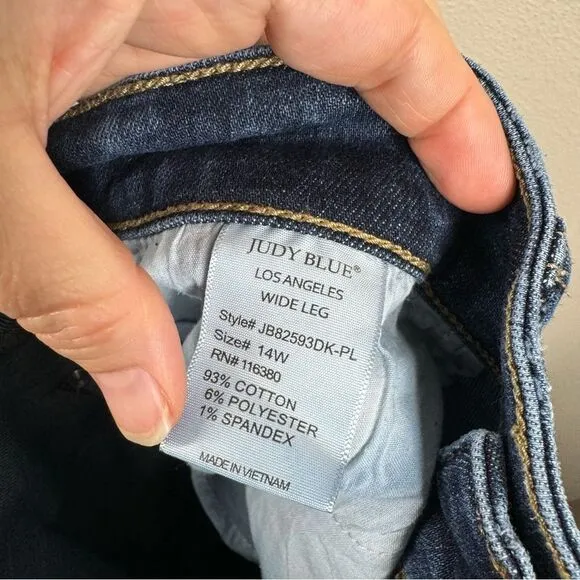 JUDY BLUE®
LOS ANGELES
WIDE LEG
Style# JB82593DK-PL
Size# 14W
RN# 116380
93% COTTON
6% POLYESTER
1% SPANDEX
MADE IN VIETNAM